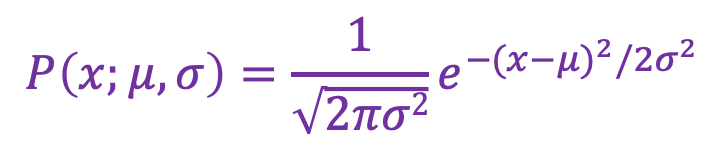 P(x; μ, σ) = 1/√(2πσ²) e^(−(x−μ)²/2σ²)